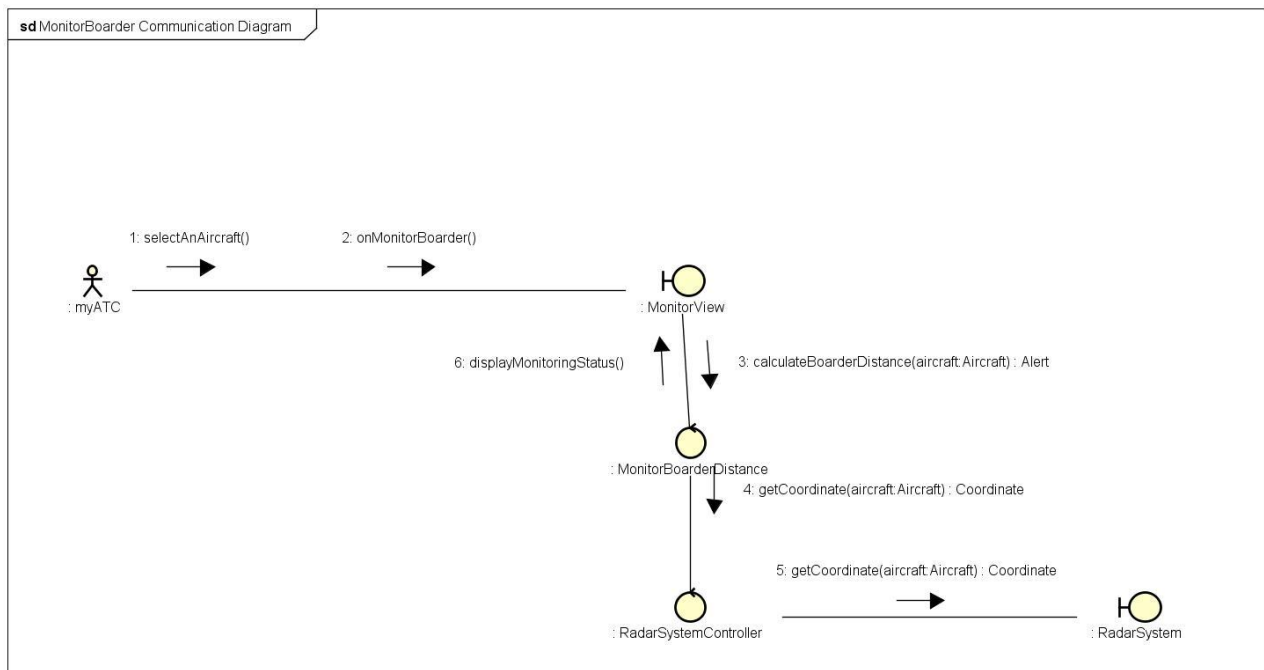 sd MonitorBoarder Communication Diagram
1: selectAnAircraft()
2: onMonitorBoarder()
: myATC
: MonitorView
6: displayMonitoringStatus()
3: calculateBoarderDistance(aircraft:Aircraft) : Alert
: MonitorBoarderDistance
4: getCoordinate(aircraft:Aircraft) : Coordinate
5: getCoordinate(aircraft:Aircraft) : Coordinate
: RadarSystemController
: RadarSystem